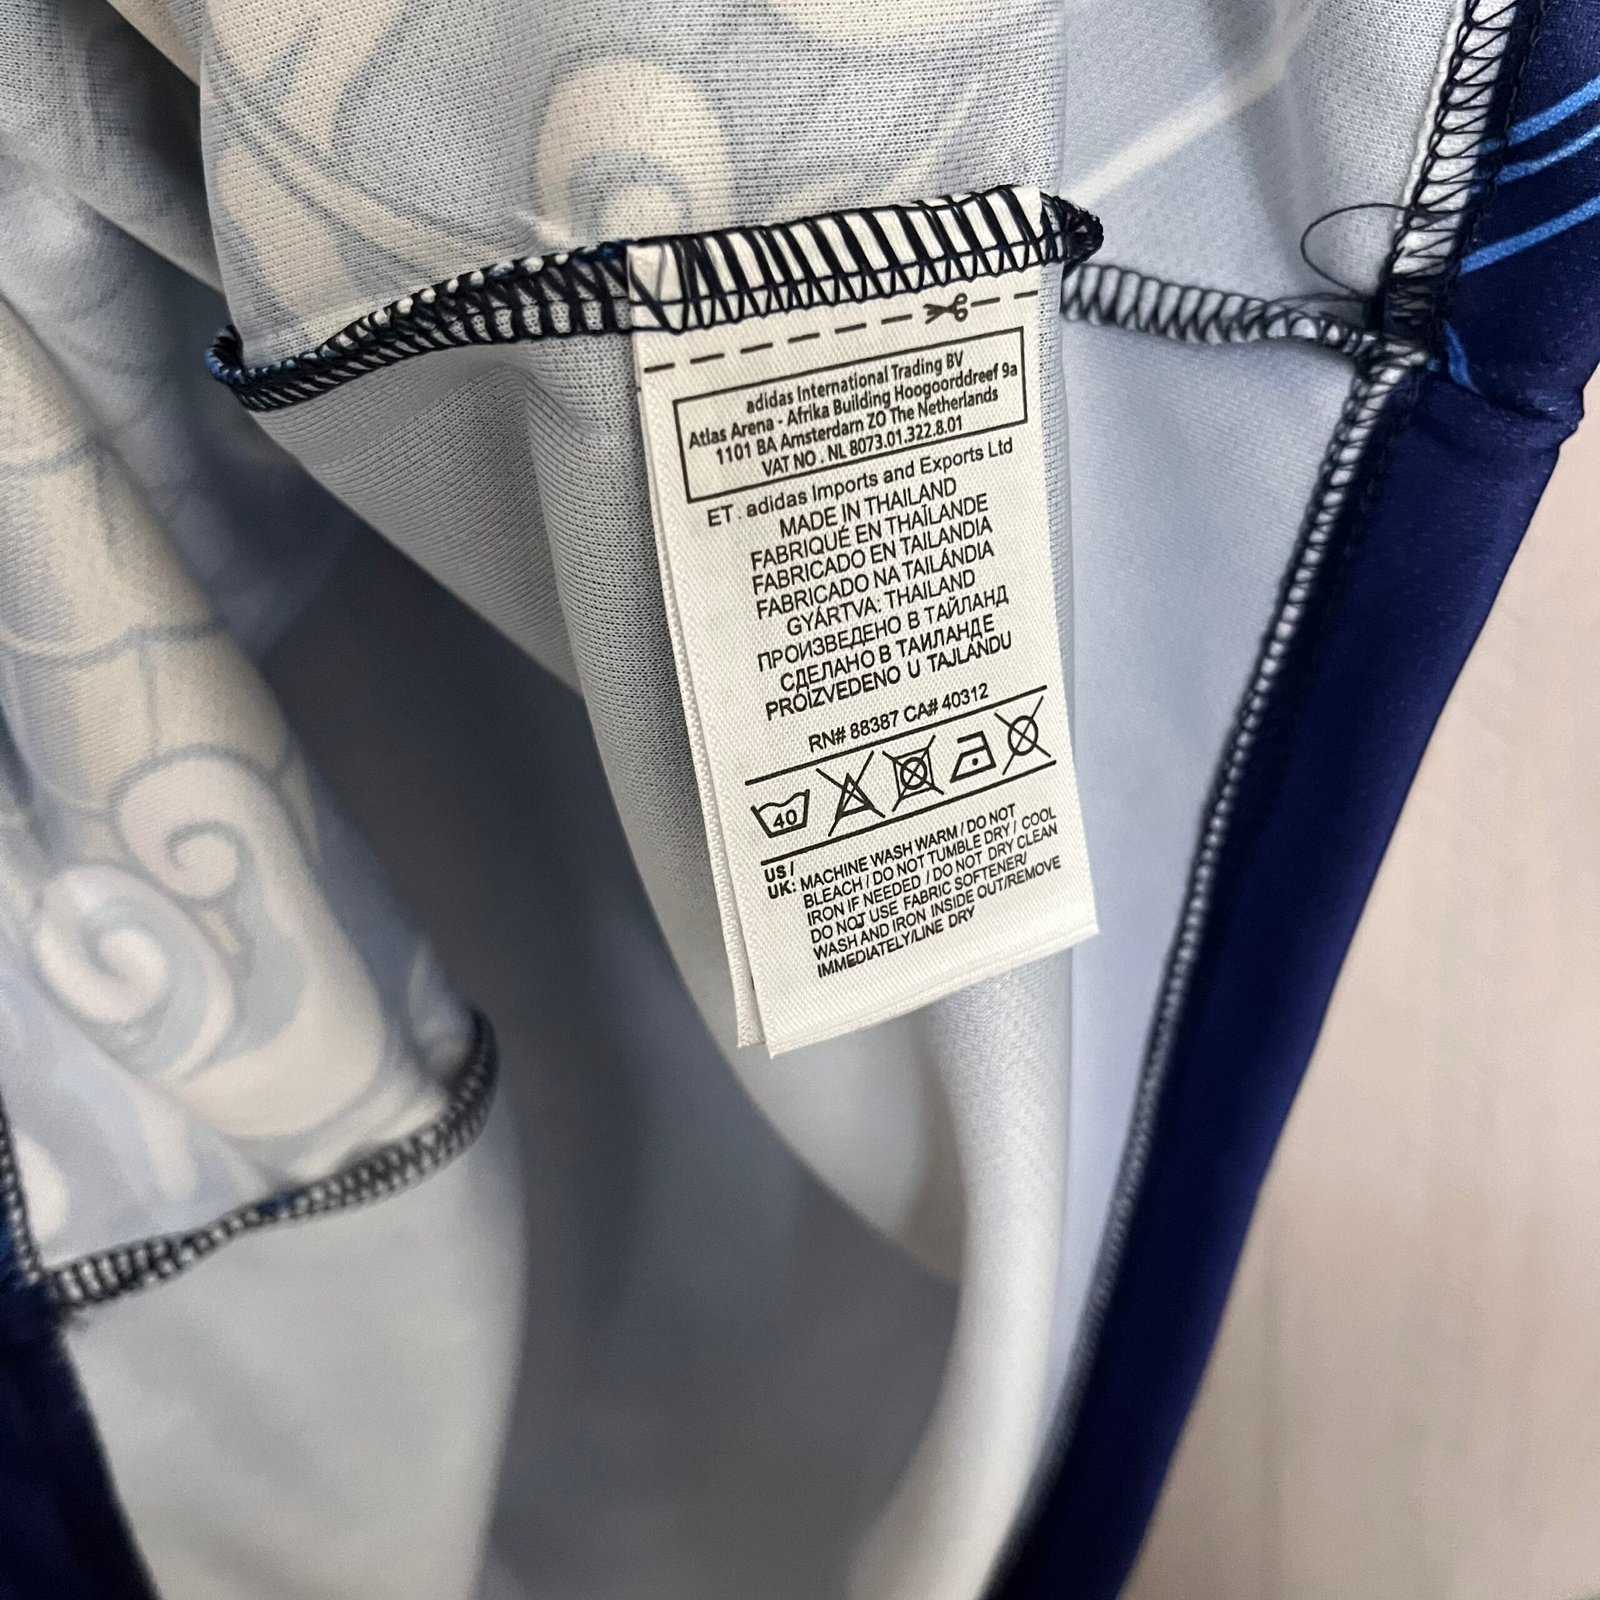 adidas International Trading BV
Atlas Arena - Afrika Building Hoogoorddreef 9a
1101 BA Amsterdam ZO The Netherlands
VAT NO . NL 8073.01.322.8.01
ET : adidas Imports and Exports Ltd
MADE IN THAILAND
FABRIQUÉ EN THAÏLANDE
FABRICADO EN TAILANDIA
FABRICADO NA TAILÂNDIA
GYÁRTVA: THAILAND
ПРОИЗВЕДЕНО В ТАЙЛАНД
СДЕЛАНО В ТАИЛАНДЕ
PROIZVEDENO U TAJLANDU
RN# 88387 CA# 40312
40
US /
UK: MACHINE WASH WARM / DO NOT
BLEACH / DO NOT TUMBLE DRY / COOL
IRON IF NEEDED / DO NOT DRY CLEAN
DO NOT USE FABRIC SOFTENER/
WASH AND IRON INSIDE OUT/REMOVE
IMMEDIATELY/LINE DRY